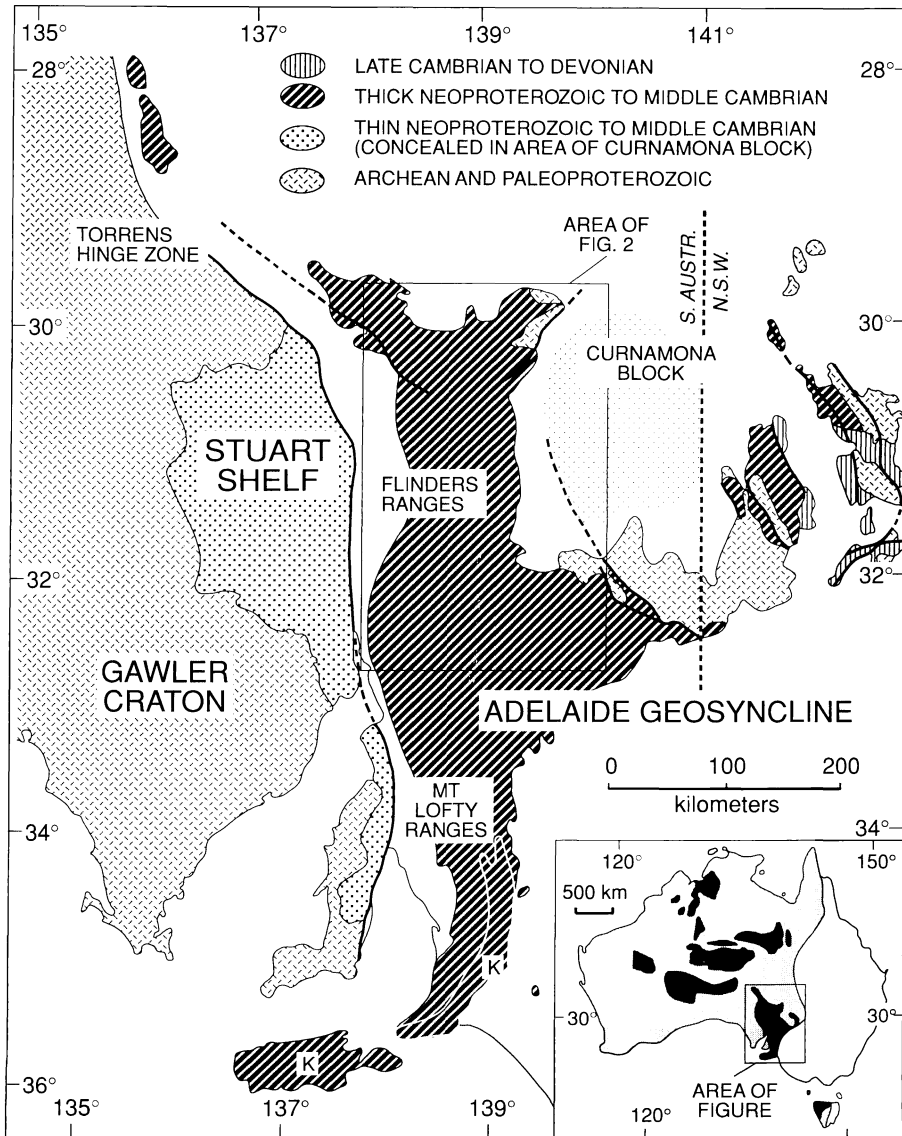 135°
137°
139°
141°
28°
28°
LATE CAMBRIAN TO DEVONIAN
THICK NEOPROTEROZOIC TO MIDDLE CAMBRIAN
THIN NEOPROTEROZOIC TO MIDDLE CAMBRIAN
(CONCEALED IN AREA OF CURNAMONA BLOCK)
ARCHEAN AND PALEOPROTEROZOIC
TORRENS
HINGE ZONE
AREA OF
FIG. 2
S. AUSTR.
N.S.W.
30°
30°
CURNAMONA
BLOCK
STUART
SHELF
FLINDERS
RANGES
32°
32°
GAWLER
CRATON
ADELAIDE GEOSYNCLINE
0
100
200
kilometers
MT
LOFTY
RANGES
34°
34°
120°
150°
500 km
K
K
30°
30°
AREA OF
FIGURE
120°
36°
135°
137°
139°